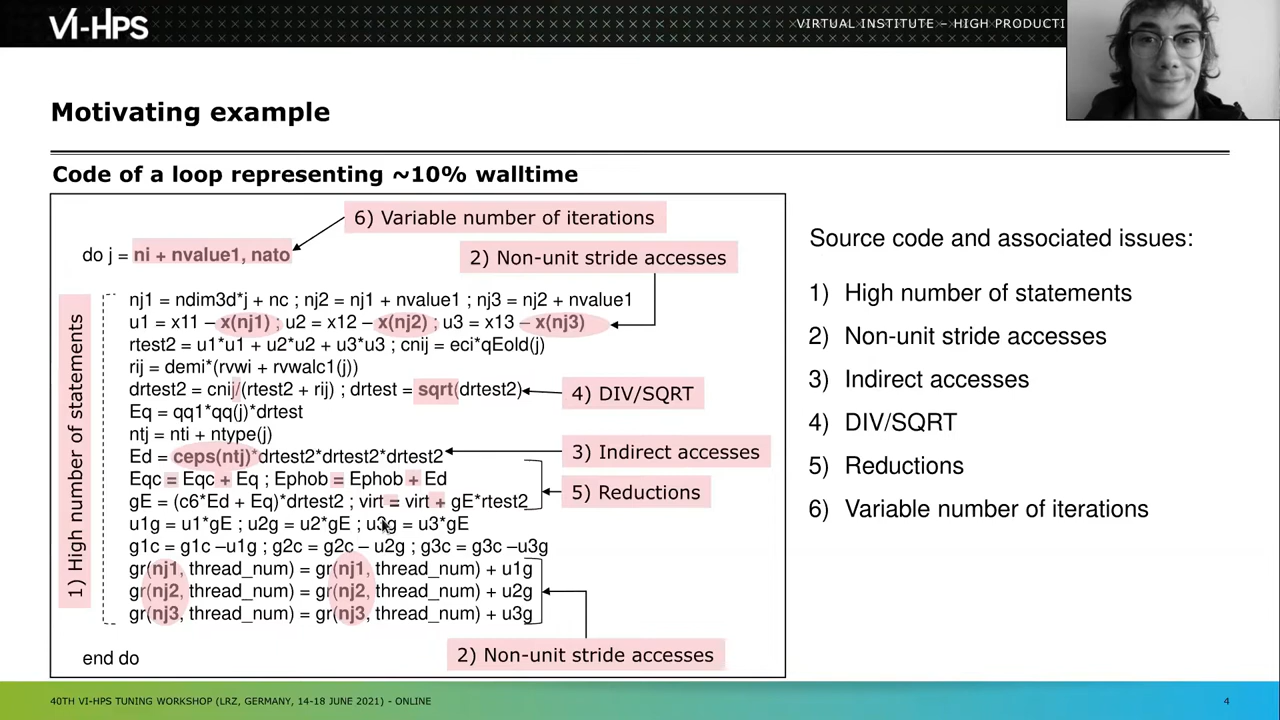 VI-HPS
VIRTUAL INSTITUTE – HIGH PRODUCTI
Motivating example
Code of a loop representing ~10% walltime
6) Variable number of iterations
do j = ni + nvalue1, nato
2) Non-unit stride accesses
1) High number of statements
nj1 = ndim3d*j + nc ; nj2 = nj1 + nvalue1 ; nj3 = nj2 + nvalue1
u1 = x11 – x(nj1) ; u2 = x12 – x(nj2) ; u3 = x13 – x(nj3)
rtest2 = u1*u1 + u2*u2 + u3*u3 ; cnij = eci*qEold(j)
rij = demi*(rvwi + rvwalc1(j))
drtest2 = cnij/(rtest2 + rij) ; drtest = sqrt(drtest2)
4) DIV/SQRT
Eq = qq1*qq(j)*drtest
ntj = nti + ntype(j)
Ed = ceps(ntj)*drtest2*drtest2*drtest2
3) Indirect accesses
Eqc = Eqc + Eq ; Ephob = Ephob + Ed
5) Reductions
gE = (c6*Ed + Eq)*drtest2 ; virt = virt + gE*rtest2
u1g = u1*gE ; u2g = u2*gE ; u3g = u3*gE
g1c = g1c –u1g ; g2c = g2c – u2g ; g3c = g3c –u3g
gr(nj1, thread_num) = gr(nj1, thread_num) + u1g
gr(nj2, thread_num) = gr(nj2, thread_num) + u2g
gr(nj3, thread_num) = gr(nj3, thread_num) + u3g
2) Non-unit stride accesses
end do
Source code and associated issues:
1) High number of statements
2) Non-unit stride accesses
3) Indirect accesses
4) DIV/SQRT
5) Reductions
6) Variable number of iterations
40TH VI-HPS TUNING WORKSHOP (LRZ, GERMANY, 14-18 JUNE 2021) - ONLINE
4